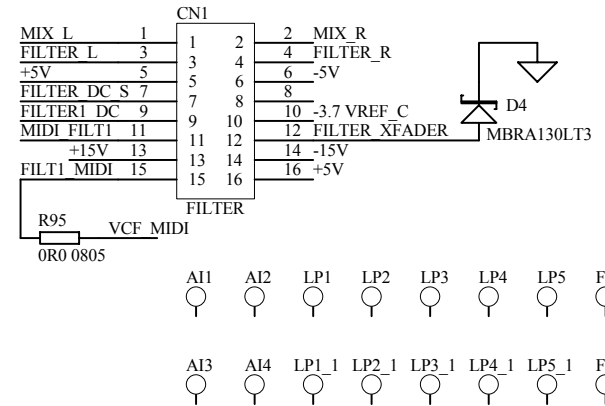 CN1
MIX_L 1 1 2 2 MIX_R
FILTER_L 3 3 4 4 FILTER_R
+5V 5 5 6 6 -5V
FILTER_DC_S 7 7 8 8
FILTER1_DC 9 9 10 10 -3.7 VREF_C
MIDI_FILT1 11 11 12 12 FILTER_XFADER
+15V 13 13 14 14 -15V
FILT1_MIDI 15 15 16 16 +5V
FILTER
D4
MBRA130LT3
R95
VCF_MIDI
0R0 0805
AI1 AI2 LP1 LP2 LP3 LP4 LP5 F
AI3 AI4 LP1_1 LP2_1 LP3_1 LP4_1 LP5_1 F